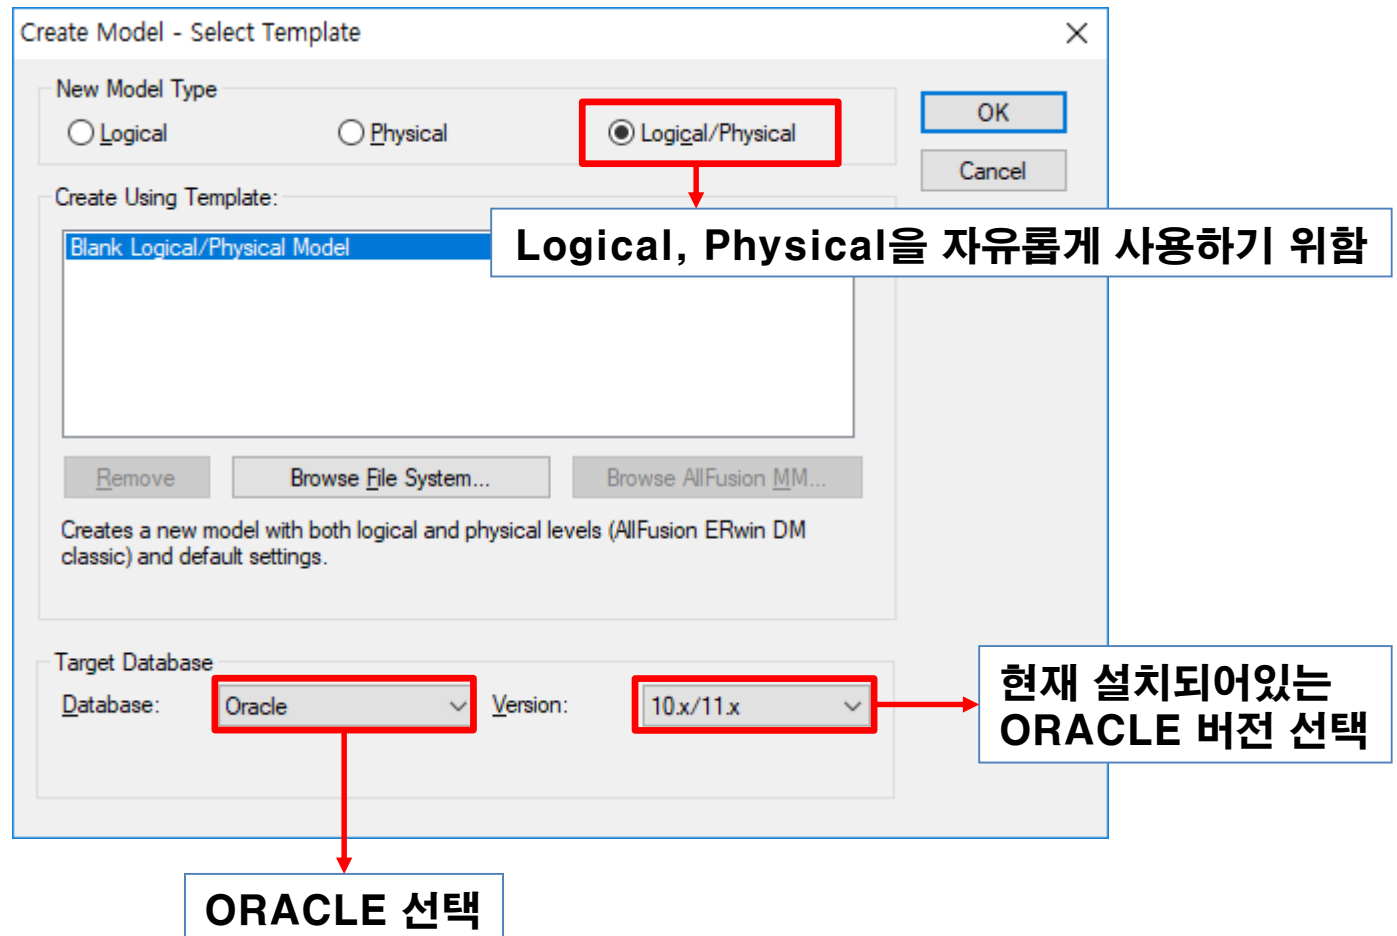 Create Model - Select Template
New Model Type
Logical
Physical
Logical/Physical
OK
Cancel
Create Using Template:
Logical, Physical을 자유롭게 사용하기 위함
Blank Logical/Physical Model
Remove
Browse File System...
Browse AllFusion MM...
Creates a new model with both logical and physical levels (AllFusion ERwin DM
classic) and default settings.
Target Database
Database:
Oracle
Version:
10.x/11.x
현재 설치되어있는
ORACLE 버전 선택
ORACLE 선택